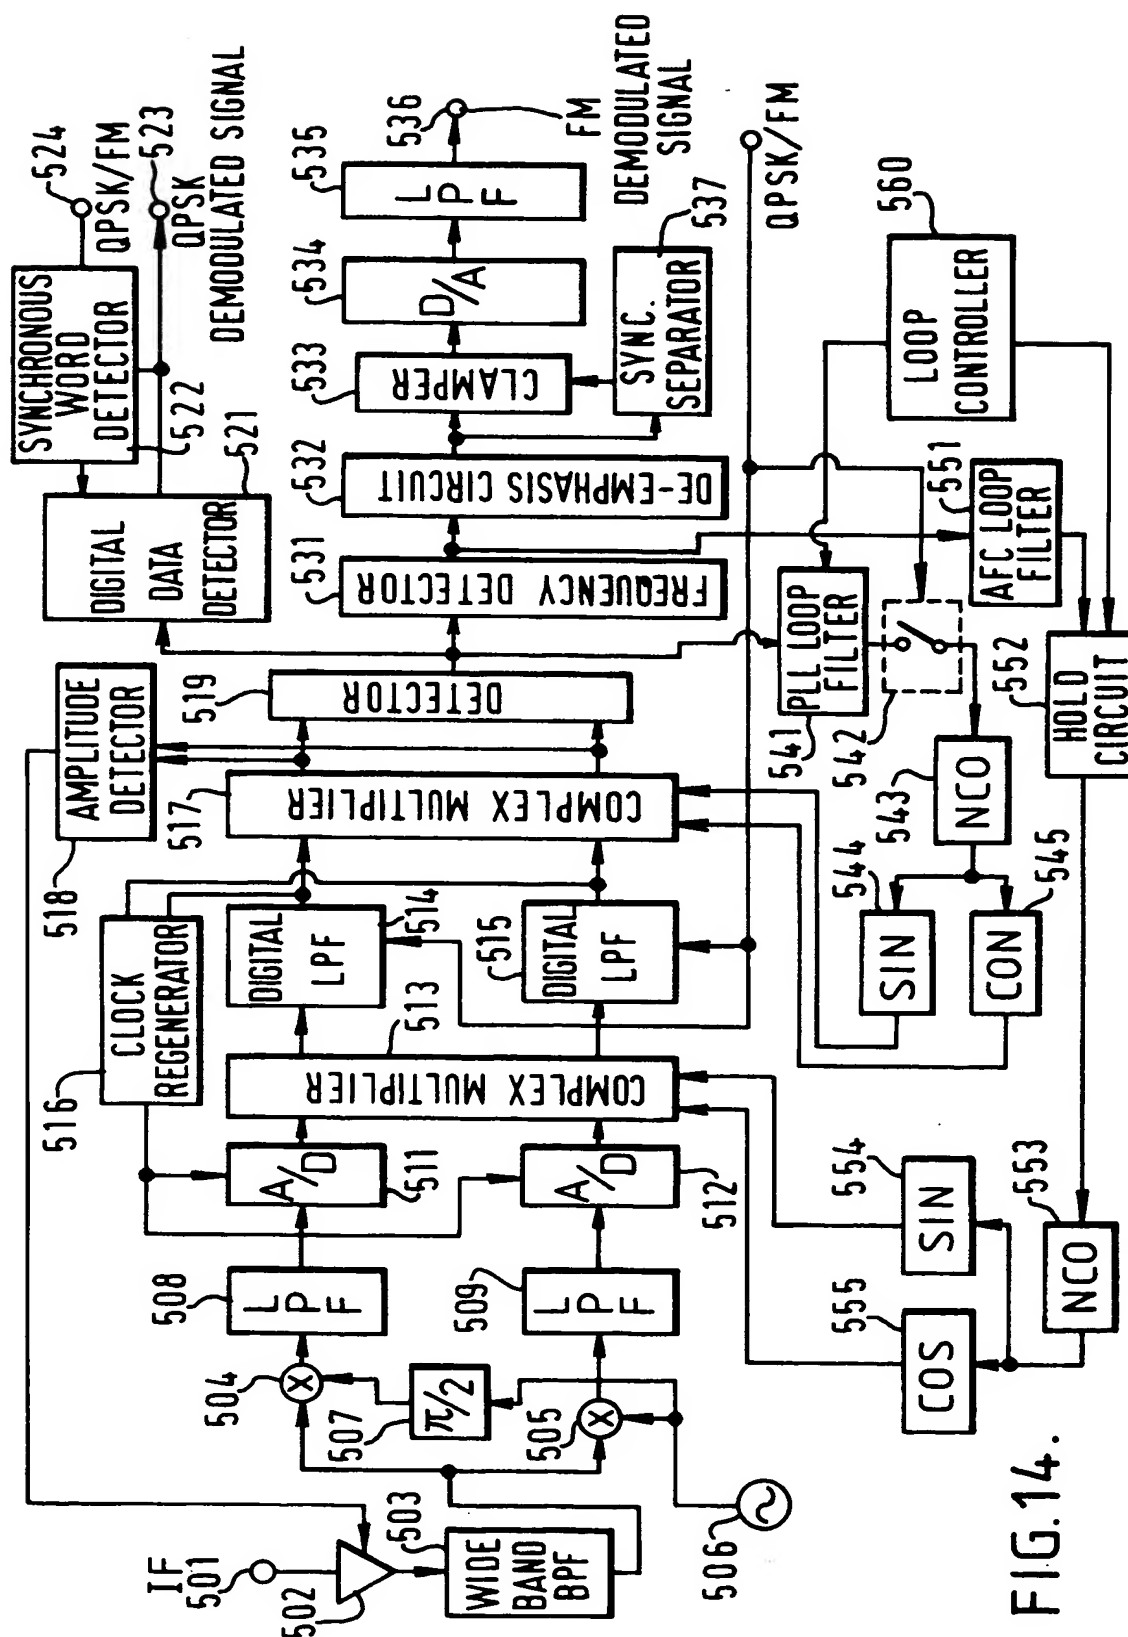 IF
501
502
503
WIDE
BAND
BPF
504
505
506
507
π/2
X
X
508
LPF
509
LPF
A/D
511
A/D
512
COMPLEX MULTIPLIER
513
DIGITAL
LPF
514
DIGITAL
LPF
515
516
CLOCK
REGENERATOR
COMPLEX MULTIPLIER
517
AMPLITUDE
DETECTOR
518
DETECTOR
519
DIGITAL
DATA
DETECTOR
521
SYNCHRONOUS
WORD
DETECTOR
522
524
QPSK/FM
523
QPSK
DEMODULATED SIGNAL
FREQUENCY DETECTOR
531
DE-EMPHASIS CIRCUIT
532
CLAMPER
533
D/A
534
LPF
535
536
FM
DEMODULATED
SIGNAL
SYNC.
SEPARATOR
537
QPSK/FM
PLL LOOP
FILTER
541
542
NCO
543
SIN
544
CON
545
AFC LOOP
FILTER
551
HOLD
CIRCUIT
552
NCO
553
SIN
554
COS
555
LOOP
CONTROLLER
560
FIG.14.